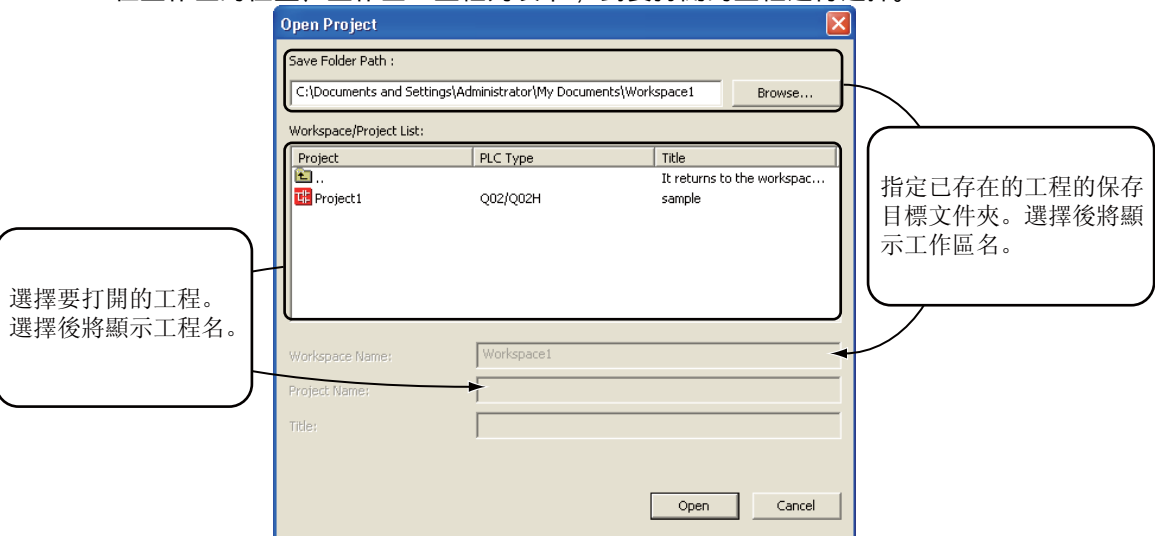 Open Project
Save Folder Path :
C:\Documents and Settings\Administrator\My Documents\Workspace1
Browse...
Workspace/Project List:
Project PLC Type Title
.. It returns to the workspac...
Project1 Q02/Q02H sample
指定已存在的工程的保存
目標文件夾。選擇後將顯
示工作區名。
選擇要打開的工程。
選擇後將顯示工程名。
Workspace Name: Workspace1
Project Name:
Title:
Open Cancel